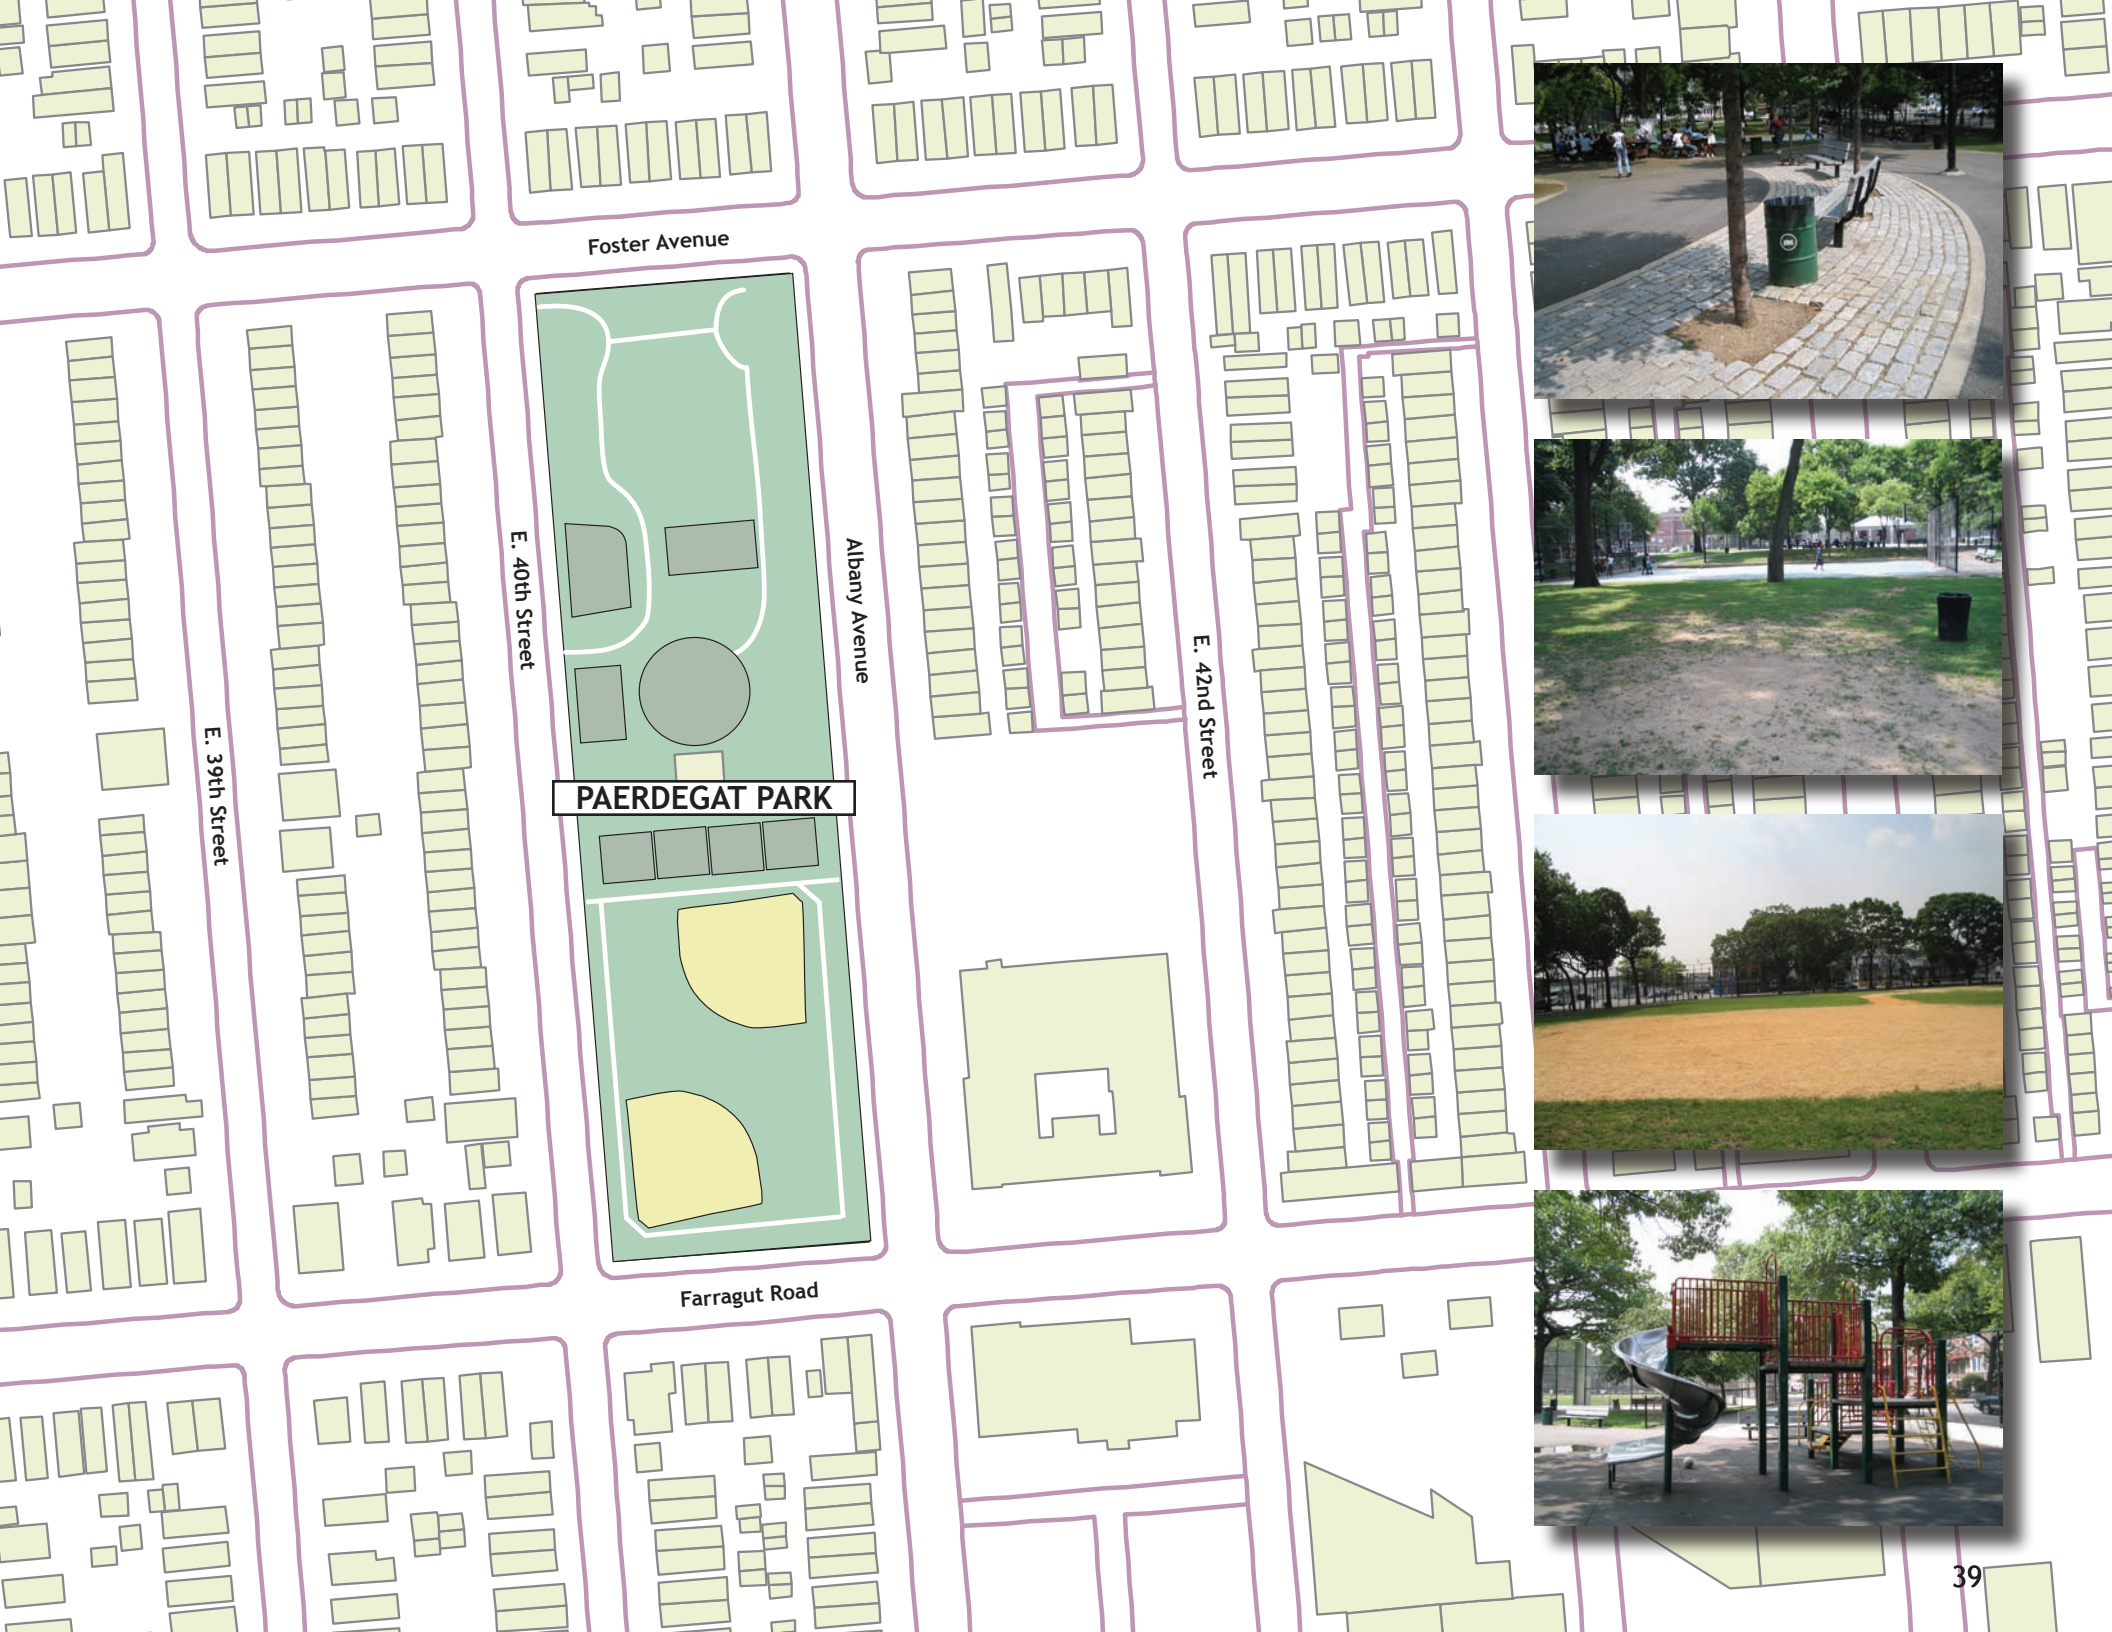 Foster Avenue
E. 40th Street
Albany Avenue
E. 42nd Street
E. 39th Street
PAERDEGAT PARK
Farragut Road
39